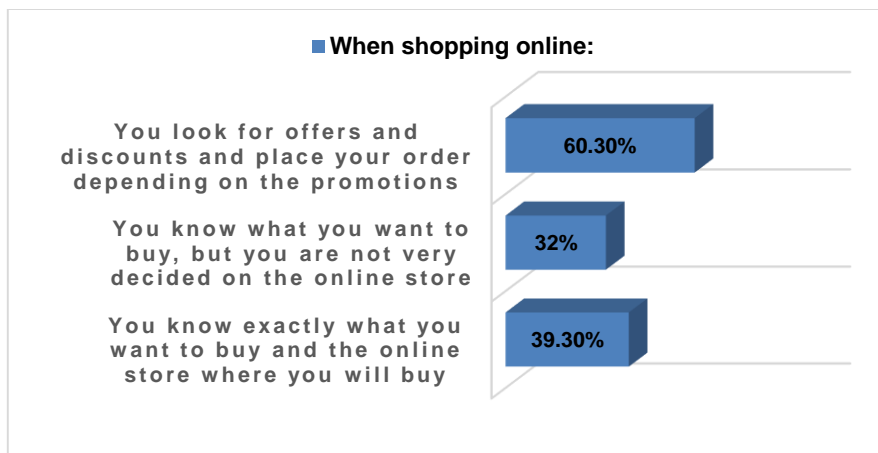 When shopping online:
You look for offers and
discounts and place your order
depending on the promotions
60.30%
You know what you want to
buy, but you are not very
decided on the online store
32%
You know exactly what you
want to buy and the online
store where you will buy
39.30%